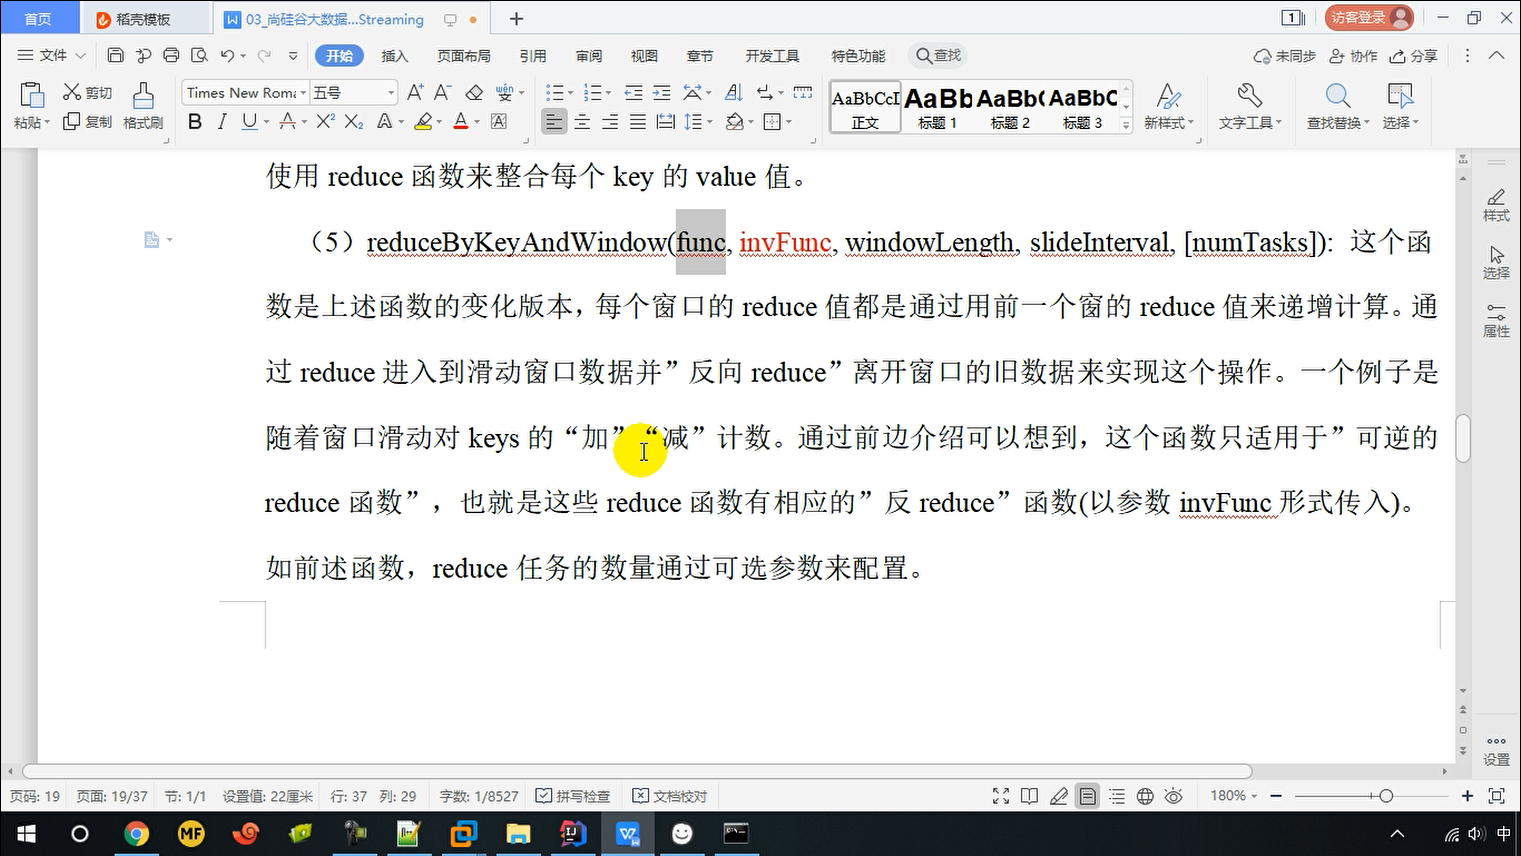 首页 稻壳模板 03_尚硅谷大数据...Streaming 1 访客登录
文件 开始 插入 页面布局 引用 审阅 视图 章节 开发工具 特色功能 查找 未同步 协作 分享
粘贴 剪切 复制 格式刷 Times New Roma 五号 AaBbCcD 正文 AaBb 标题 1 AaBb( 标题 2 AaBbC 标题 3 新样式 文字工具 查找替换 选择
使用 reduce 函数来整合每个 key 的 value 值。
（5）reduceByKeyAndWindow(func, invFunc, windowLength, slideInterval, [numTasks]): 这个函
数是上述函数的变化版本，每个窗口的 reduce 值都是通过用前一个窗的 reduce 值来递增计算。通
过 reduce 进入到滑动窗口数据并”反向 reduce”离开窗口的旧数据来实现这个操作。一个例子是
随着窗口滑动对 keys 的“加”“减”计数。通过前边介绍可以想到，这个函数只适用于”可逆的
reduce 函数”，也就是这些 reduce 函数有相应的”反 reduce”函数(以参数 invFunc 形式传入)。
如前述函数，reduce 任务的数量通过可选参数来配置。
样式
选择
属性
设置
页码: 19 页面: 19/37 节: 1/1 设置值: 22厘米 行: 37 列: 29 字数: 1/8527 拼写检查 文档校对 180%
MF 中